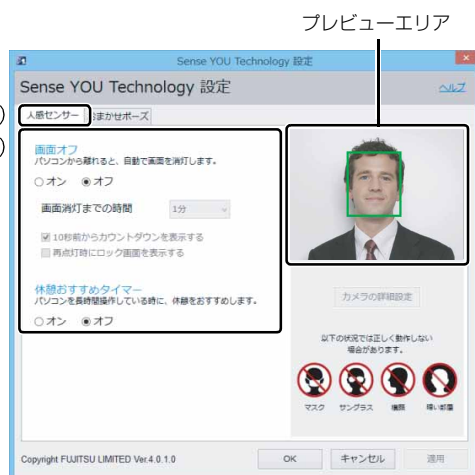 プレビューエリア
Sense YOU Technology 設定
×
Sense YOU Technology 設定
ヘルプ
）
人感センサー
おまかせポーズ
）
画面オフ
パソコンから離れると、自動で画面を消灯します。
オン オフ
画面消灯までの時間 1分
10秒前からカウントダウンを表示する
再点灯時にロック画面を表示する
休憩おすすめタイマー
パソコンを長時間操作している時に、休憩をおすすめします。
オン オフ
カメラの詳細設定
以下の状況では正しく動作しない
場合があります。
マスク サングラス 横顔 暗い部屋
Copyright FUJITSU LIMITED Ver.4.0.1.0
OK キャンセル 適用